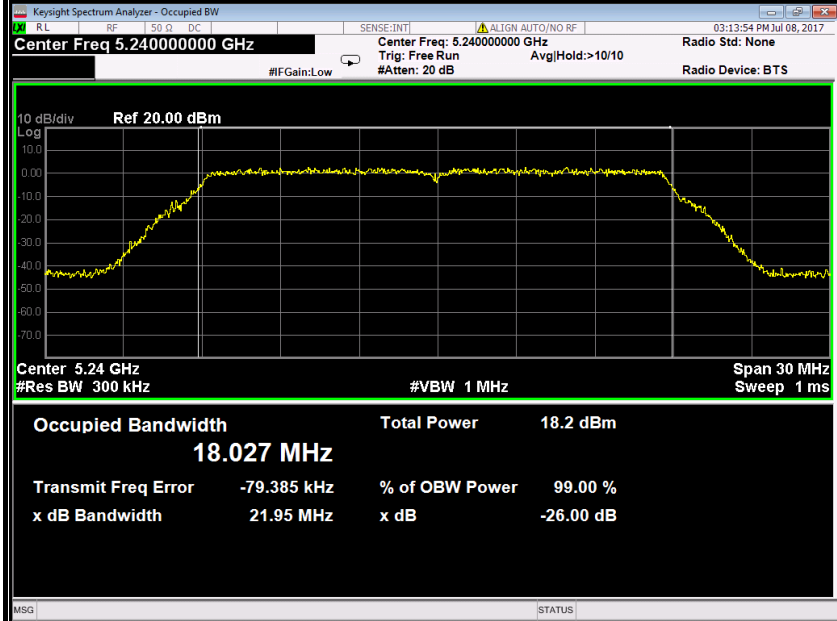 Keysight Spectrum Analyzer - Occupied BW
LXI RL RF 50 Ω DC SENSE:INT ALIGN AUTO/NO RF 03:13:54 PM Jul 08, 2017
Center Freq 5.240000000 GHz Center Freq: 5.240000000 GHz Radio Std: None
Trig: Free Run Avg|Hold:>10/10
#IFGain:Low #Atten: 20 dB Radio Device: BTS
10 dB/div Ref 20.00 dBm
Log
10.0
0.00
-10.0
-20.0
-30.0
-40.0
-50.0
-60.0
-70.0
Center 5.24 GHz Span 30 MHz
#Res BW 300 kHz #VBW 1 MHz Sweep 1 ms
Occupied Bandwidth Total Power 18.2 dBm
18.027 MHz
Transmit Freq Error -79.385 kHz % of OBW Power 99.00 %
x dB Bandwidth 21.95 MHz x dB -26.00 dB
MSG STATUS